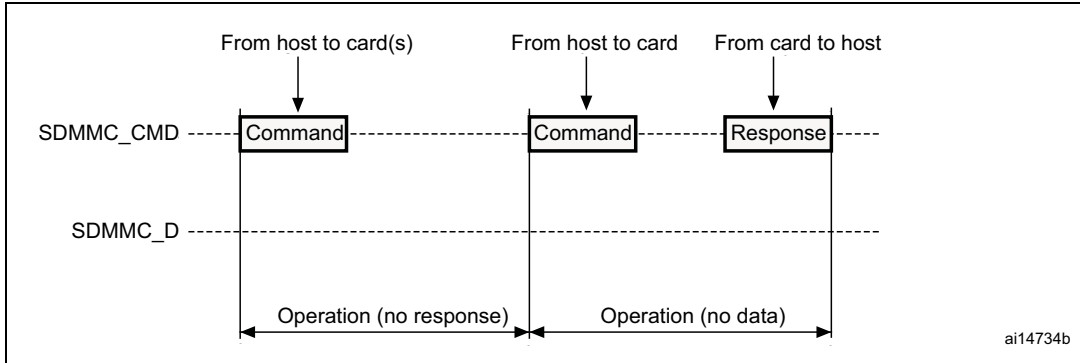 From host to card(s) From host to card From card to host
SDMMC_CMD Command Command Response
SDMMC_D
Operation (no response) Operation (no data)
ai14734b